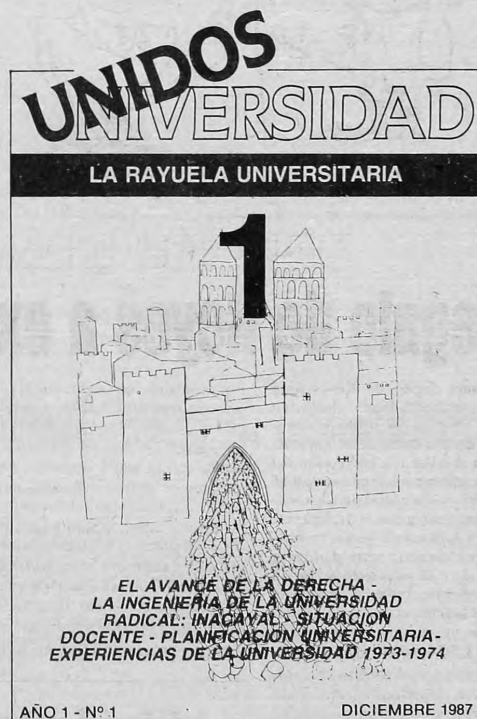 UNIDOS
UNIVERSIDAD
LA RAYUELA UNIVERSITARIA
1
EL AVANCE DE LA DERECHA -
LA INGENIERIA DE LA UNIVERSIDAD
RADICAL: INACAYAL - SITUACION
DOCENTE - PLANIFICACION UNIVERSITARIA-
EXPERIENCIAS DE LA UNIVERSIDAD 1973-1974
AÑO 1 - Nº 1
DICIEMBRE 1987